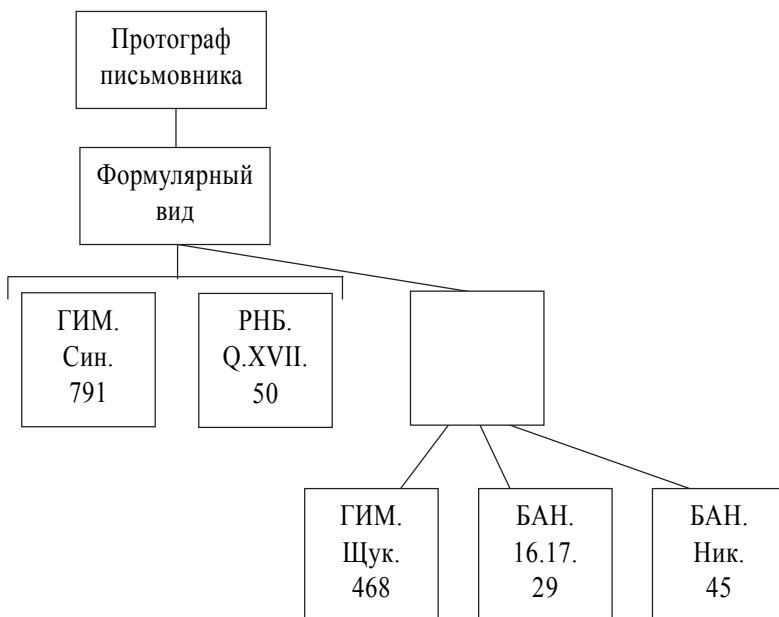 Протограф
письмовника
Формулярный
вид
ГИМ.
Син.
791
РНБ.
Q.XVII.
50
ГИМ.
Щук.
468
БАН.
16.17.
29
БАН.
Ник.
45